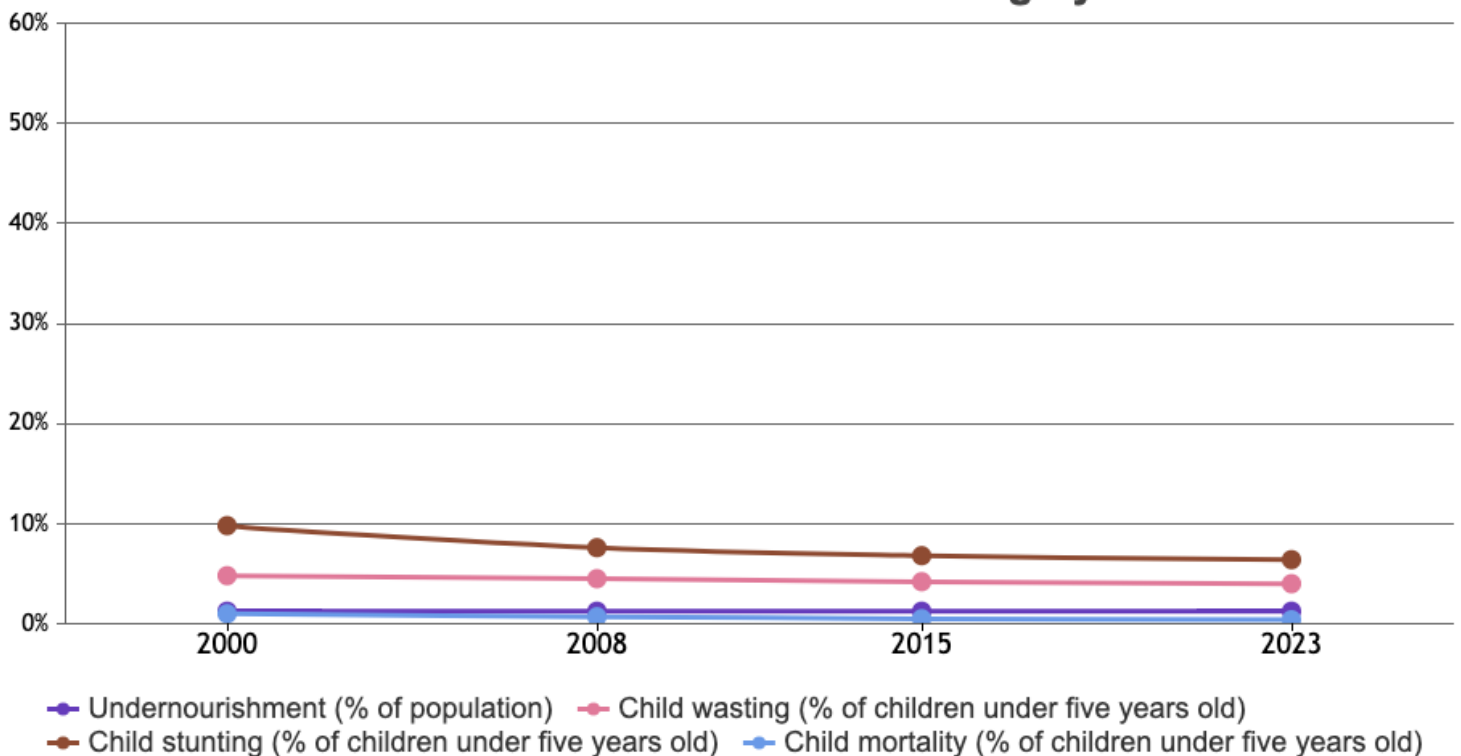 60%
50%
40%
30%
20%
10%
0%
2000 2008 2015 2023
Undernourishment (% of population) Child wasting (% of children under five years old)
Child stunting (% of children under five years old) Child mortality (% of children under five years old)